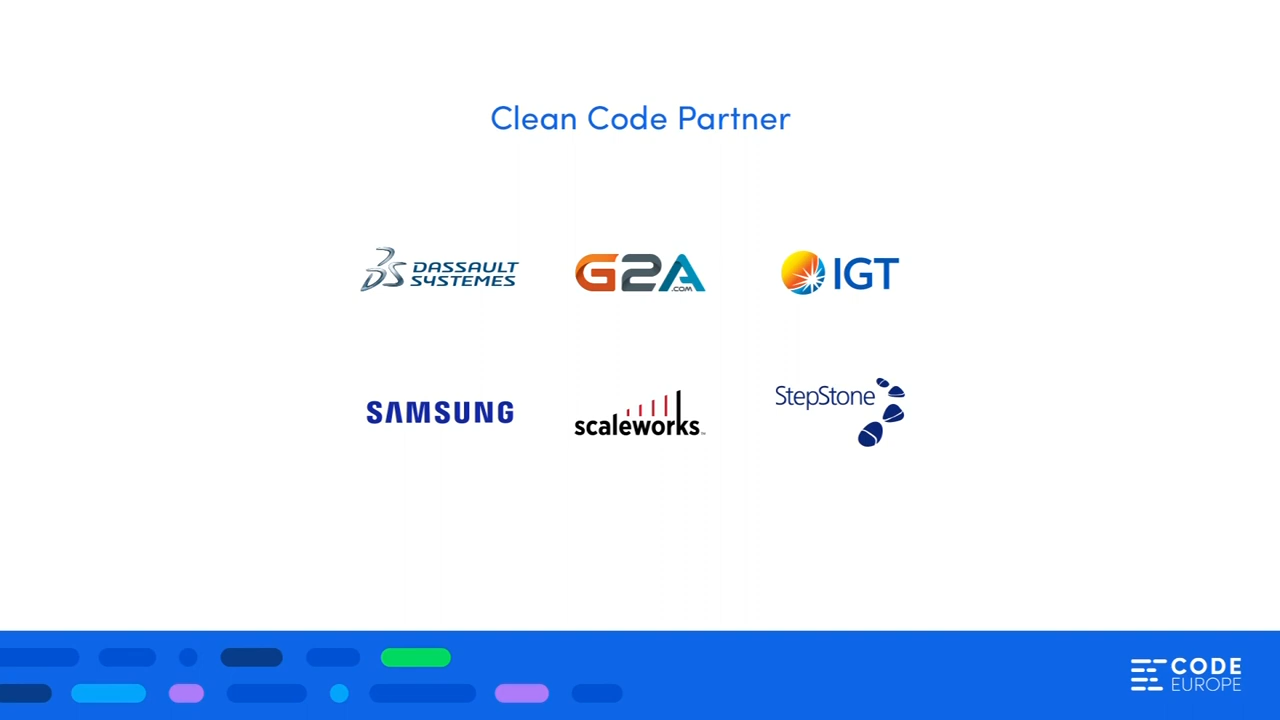 Clean Code Partner
DASSAULT
SYSTEMES
G2A
.COM
IGT
SAMSUNG
scaleworks
StepStone
CODE
EUROPE